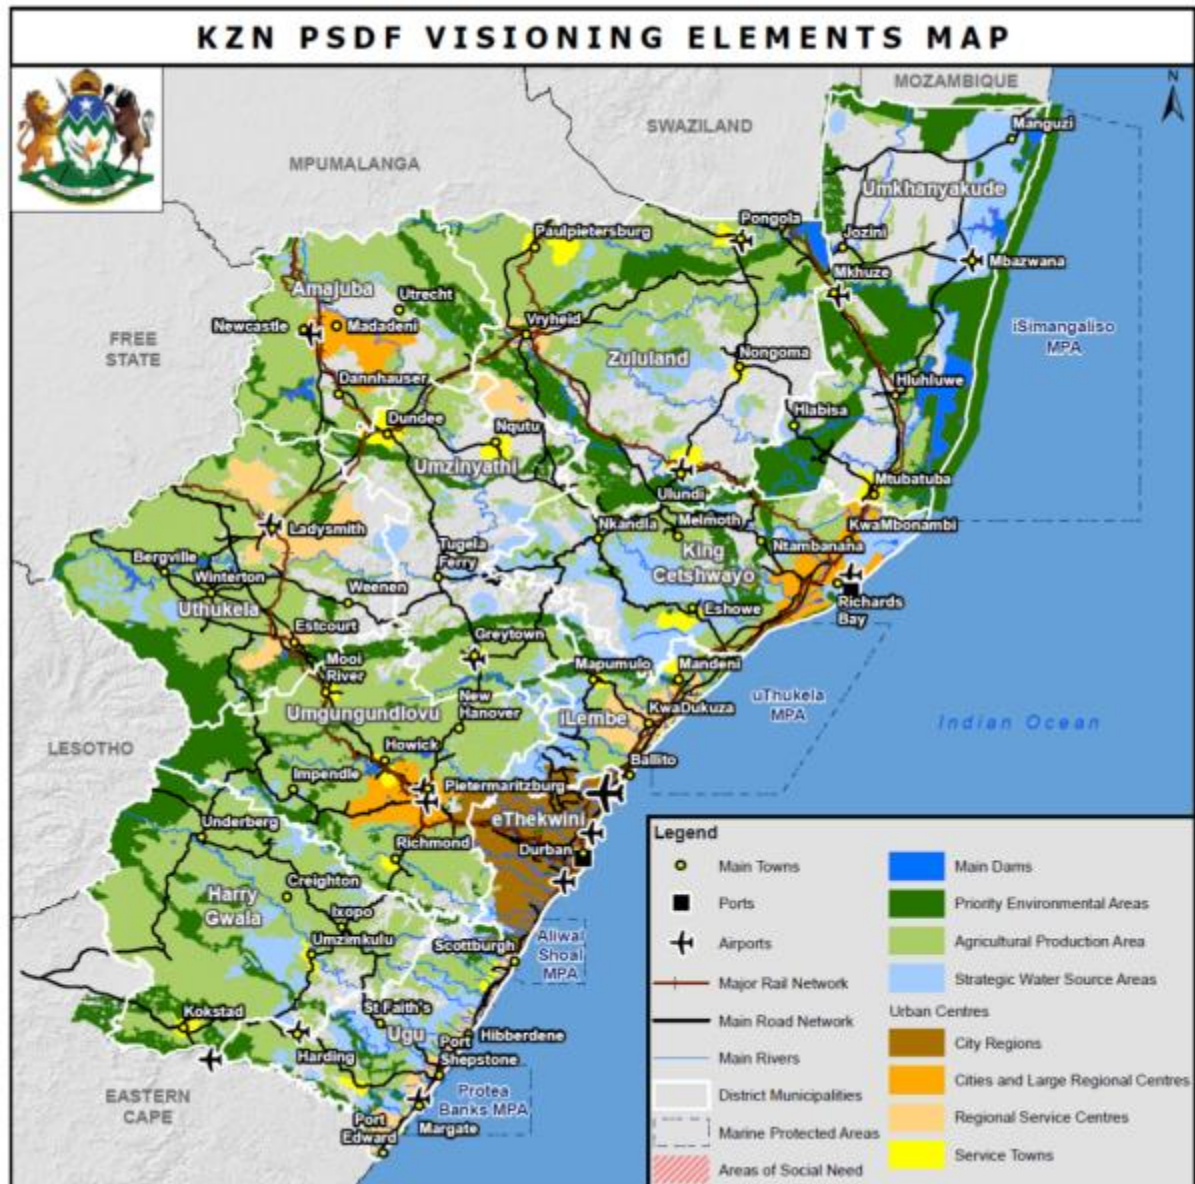 KZN PSDF VISIONING ELEMENTS MAP
N
MOZAMBIQUE
SWAZILAND
MPUMALANGA
Manguzi
Umkhanyakude
Pongola
Paulpietersburg
Jozini
Mbazwana
Mkhuze
Amajuba
Utrecht
Newcastle
Madadeni
Vryheid
FREE
STATE
iSimangaliso
MPA
Zululand
Nongoma
Dannhauser
Hluhluwe
Hlabisa
Dundee
Nqutu
Umzinyathi
Ulundi
Mtubatuba
Ladysmith
Nkandla
Melmoth
KwaMbonambi
Ntambanana
King
Cetshwayo
Tugela
Ferry
Bergville
Winterton
Weenen
Uthukela
Richards
Bay
Eshowe
Estcourt
Greytown
Mooi
River
Mapumulo
Mandeni
New
Hanover
uThukela
MPA
Umgungundlovu
iLembe
KwaDukuza
Indian Ocean
LESOTHO
Howick
Ballito
Impendle
Pietermaritzburg
eThekwini
Underberg
Richmond
Durban
Creighton
Harry
Gwala
Ixopo
Umzimkulu
Scottburgh
Aliwal
Shoal
MPA
Kokstad
St Faith's
Ugu
Hibberdene
Port
Shepstone
Harding
EASTERN
CAPE
Protea
Banks MPA
Margate
Port
Edward
Legend
Main Towns
Ports
Airports
Major Rail Network
Main Road Network
Main Rivers
District Municipalities
Marine Protected Areas
Areas of Social Need
Main Dams
Priority Environmental Areas
Agricultural Production Area
Strategic Water Source Areas
Urban Centres
City Regions
Cities and Large Regional Centres
Regional Service Centres
Service Towns